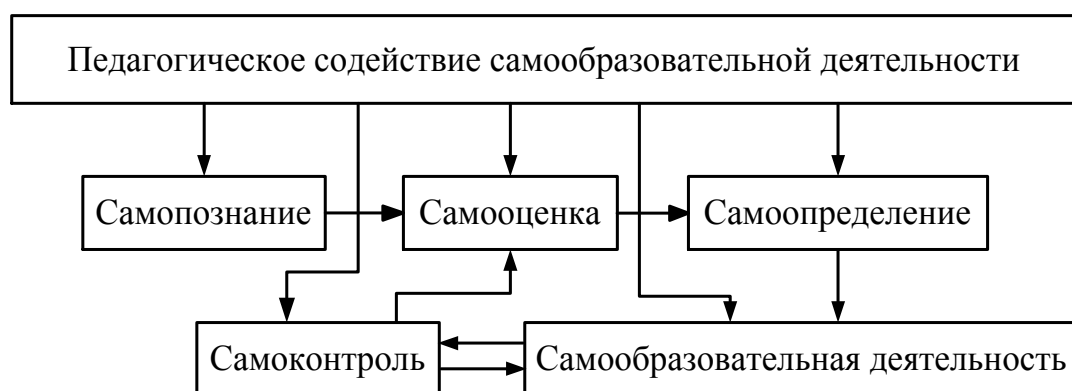 Педагогическое содействие самообразовательной деятельности
Самопознание
Самооценка
Самоопределение
Самоконтроль
Самообразовательная деятельность